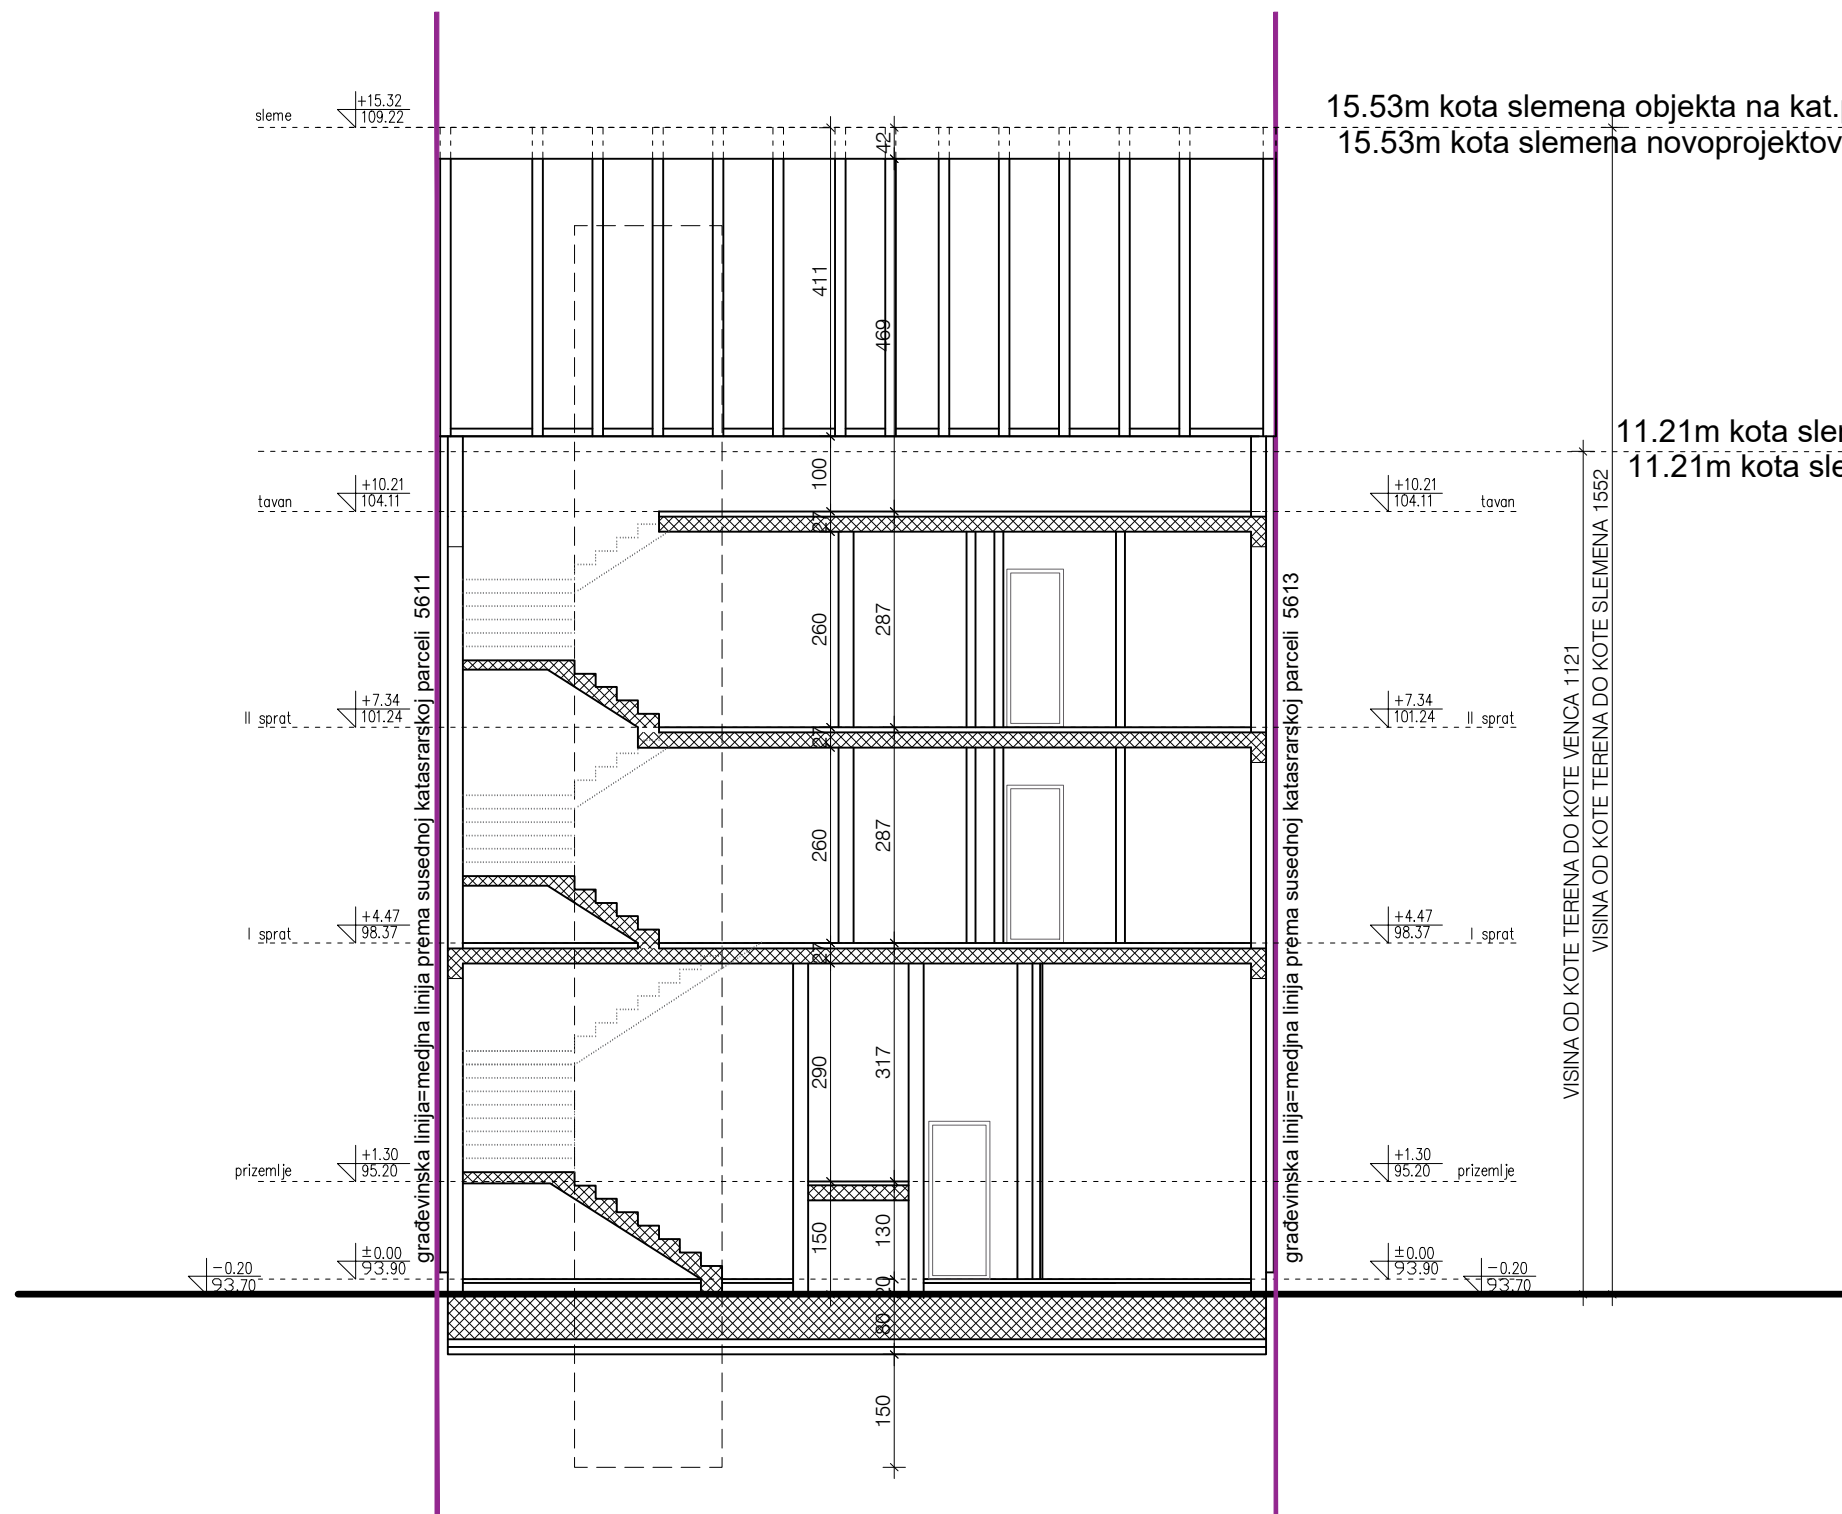 +15.32
sleme
109.22
15.53m kota slemena objekta na kat.
15.53m kota slemena novoprojektov
42
411
469
11.21m kota sle
11.21m kota sle
100
+10.21
tavan
104.11
+10.21
104.11
tavan
27
260
287
+7.34
II sprat
101.24
+7.34
101.24
II sprat
27
260
287
+4.47
I sprat
98.37
+4.47
98.37
I sprat
27
290
317
+1.30
prizemlje
95.20
+1.30
95.20
prizemlje
150
130
±0.00
93.90
±0.00
93.90
-0.20
93.70
-0.20
93.70
20
80
150
građevinska linija=medjna linija prema susednoj katasrarskoj parceli 5611
građevinska linija=medjna linija prema susednoj katasrarskoj parceli 5613
VISINA OD KOTE TERENA DO KOTE VENCA 1121
VISINA OD KOTE TERENA DO KOTE SLEMENA 1552